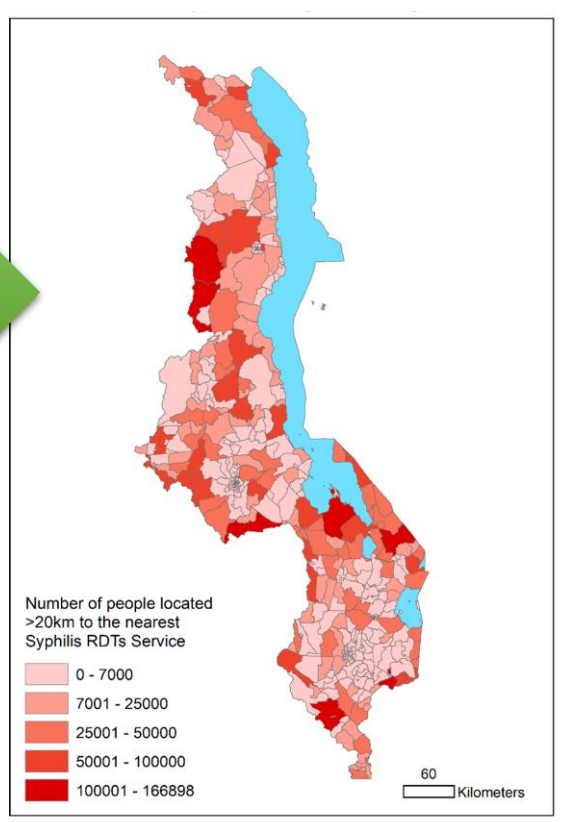 Number of people located
>20km to the nearest
Syphilis RDTs Service
0 - 7000
7001 - 25000
25001 - 50000
50001 - 100000
100001 - 166898
60
Kilometers